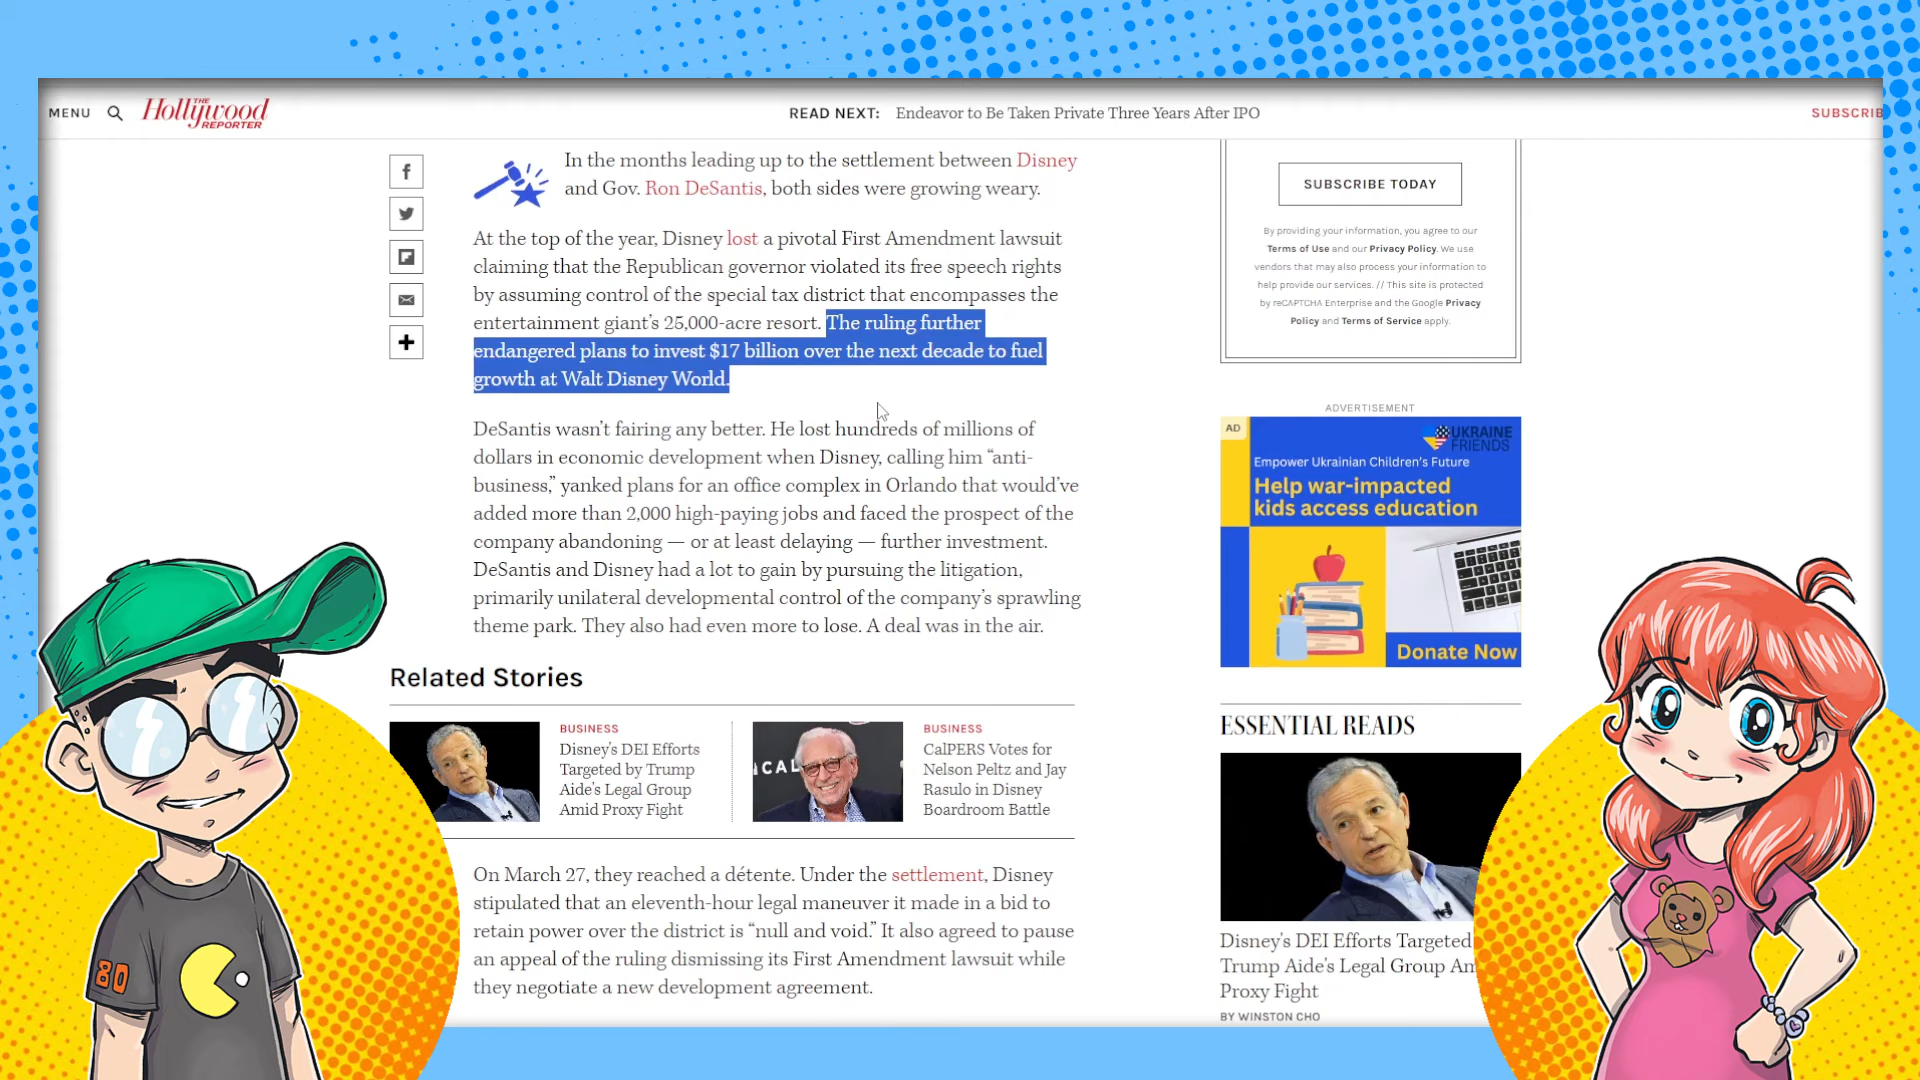 MENU
THE
Hollywood
REPORTER
READ NEXT: Endeavor to Be Taken Private Three Years After IPO
SUBSCRIB
In the months leading up to the settlement between Disney
and Gov. Ron DeSantis, both sides were growing weary.
At the top of the year, Disney lost a pivotal First Amendment lawsuit
claiming that the Republican governor violated its free speech rights
by assuming control of the special tax district that encompasses the
entertainment giant's 25,000-acre resort. The ruling further
endangered plans to invest $17 billion over the next decade to fuel
growth at Walt Disney World.
DeSantis wasn't fairing any better. He lost hundreds of millions of
dollars in economic development when Disney, calling him “anti-
business,” yanked plans for an office complex in Orlando that would've
added more than 2,000 high-paying jobs and faced the prospect of the
company abandoning — or at least delaying — further investment.
DeSantis and Disney had a lot to gain by pursuing the litigation,
primarily unilateral developmental control of the company's sprawling
theme park. They also had even more to lose. A deal was in the air.
Related Stories
BUSINESS
Disney's DEI Efforts
Targeted by Trump
Aide's Legal Group
Amid Proxy Fight
CAL
BUSINESS
CalPERS Votes for
Nelson Peltz and Jay
Rasulo in Disney
Boardroom Battle
On March 27, they reached a détente. Under the settlement, Disney
stipulated that an eleventh-hour legal maneuver it made in a bid to
retain power over the district is “null and void.” It also agreed to pause
an appeal of the ruling dismissing its First Amendment lawsuit while
they negotiate a new development agreement.
SUBSCRIBE TODAY
By providing your information, you agree to our
Terms of Use and our Privacy Policy. We use
vendors that may also process your information to
help provide our services. // This site is protected
by reCAPTCHA Enterprise and the Google Privacy
Policy and Terms of Service apply.
ADVERTISEMENT
AD
UKRAINE
FRIENDS
Empower Ukrainian Children's Future
Help war-impacted
kids access education
Donate Now
ESSENTIAL READS
Disney's DEI Efforts Targeted
Trump Aide's Legal Group Am
Proxy Fight
BY WINSTON CHO
80